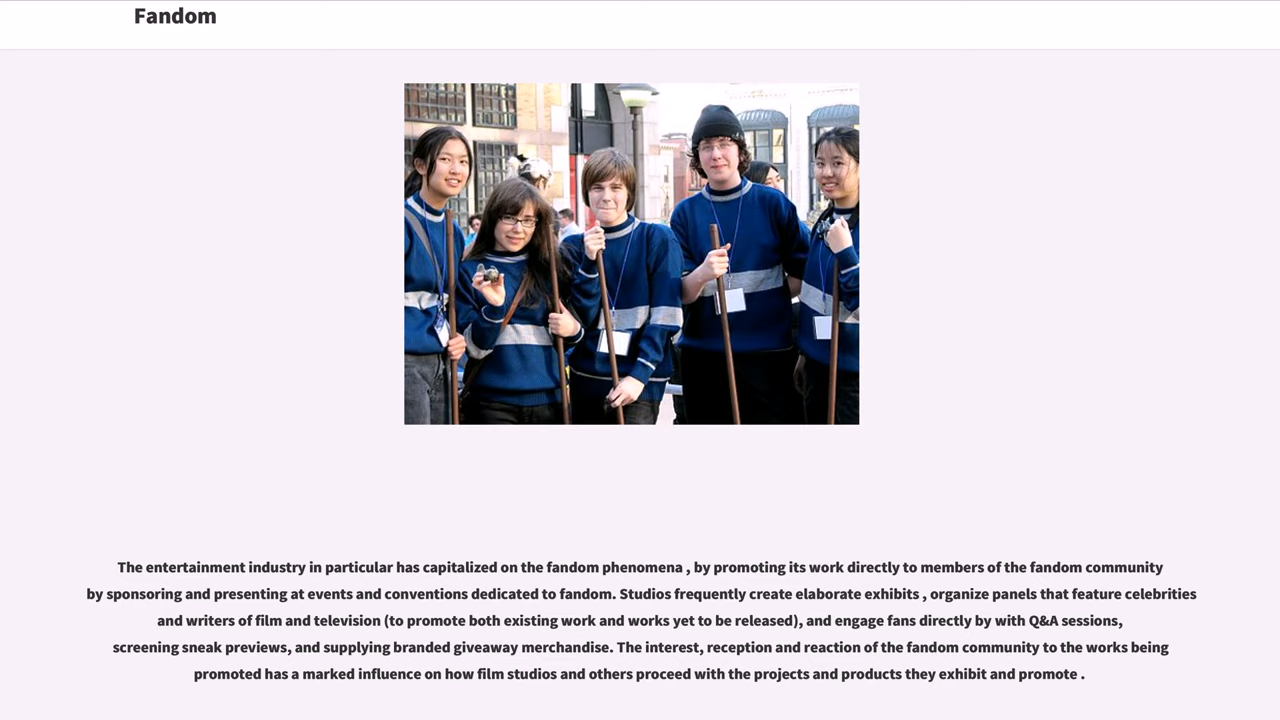 Fandom
The entertainment industry in particular has capitalized on the fandom phenomena , by promoting its work directly to members of the fandom community
by sponsoring and presenting at events and conventions dedicated to fandom. Studios frequently create elaborate exhibits , organize panels that feature celebrities
and writers of film and television (to promote both existing work and works yet to be released), and engage fans directly by with Q&A sessions,
screening sneak previews, and supplying branded giveaway merchandise. The interest, reception and reaction of the fandom community to the works being
promoted has a marked influence on how film studios and others proceed with the projects and products they exhibit and promote .